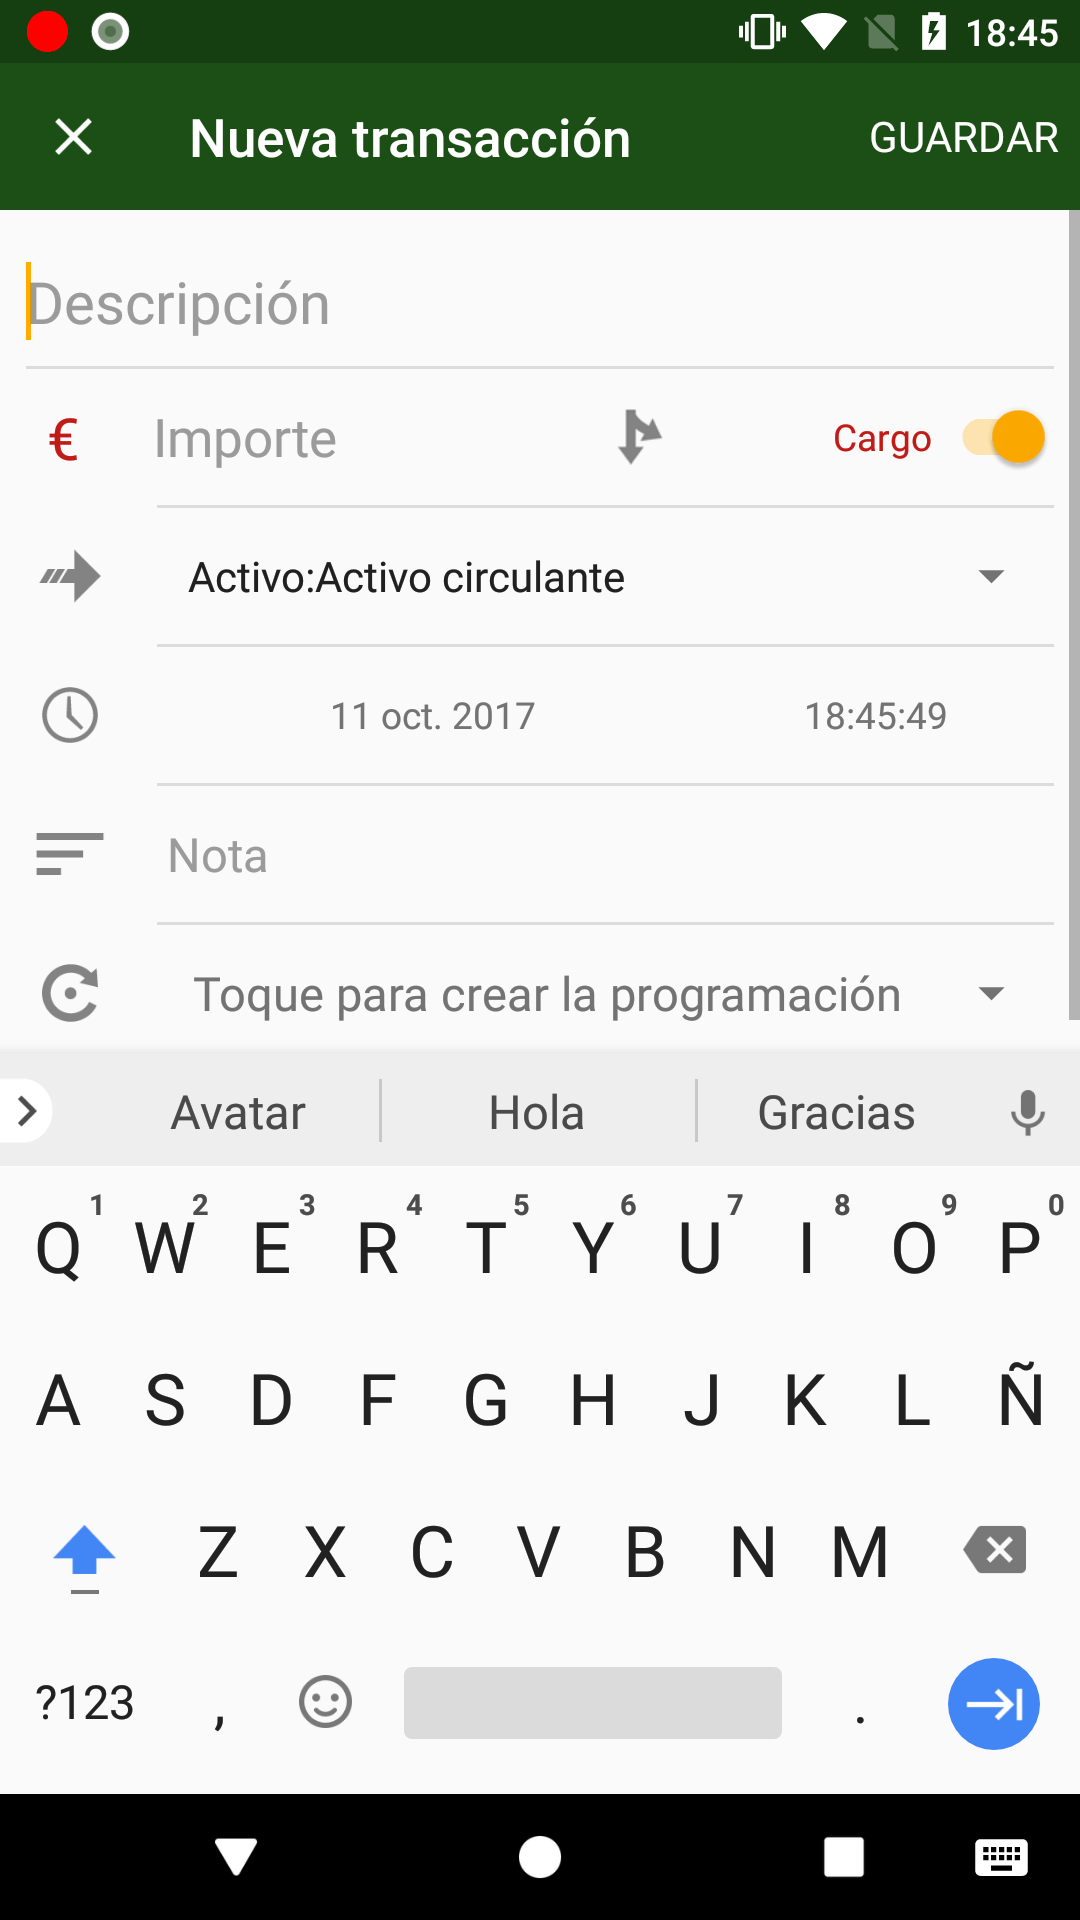 18:45
Nueva transacción
GUARDAR
Descripción
€ Importe Cargo
Activo:Activo circulante
11 oct. 2017 18:45:49
Nota
Toque para crear la programación
Avatar Hola Gracias
1 2 3 4 5 6 7 8 9 0
Q W E R T Y U I O P
A S D F G H J K L Ñ
Z X C V B N M
?123 , .